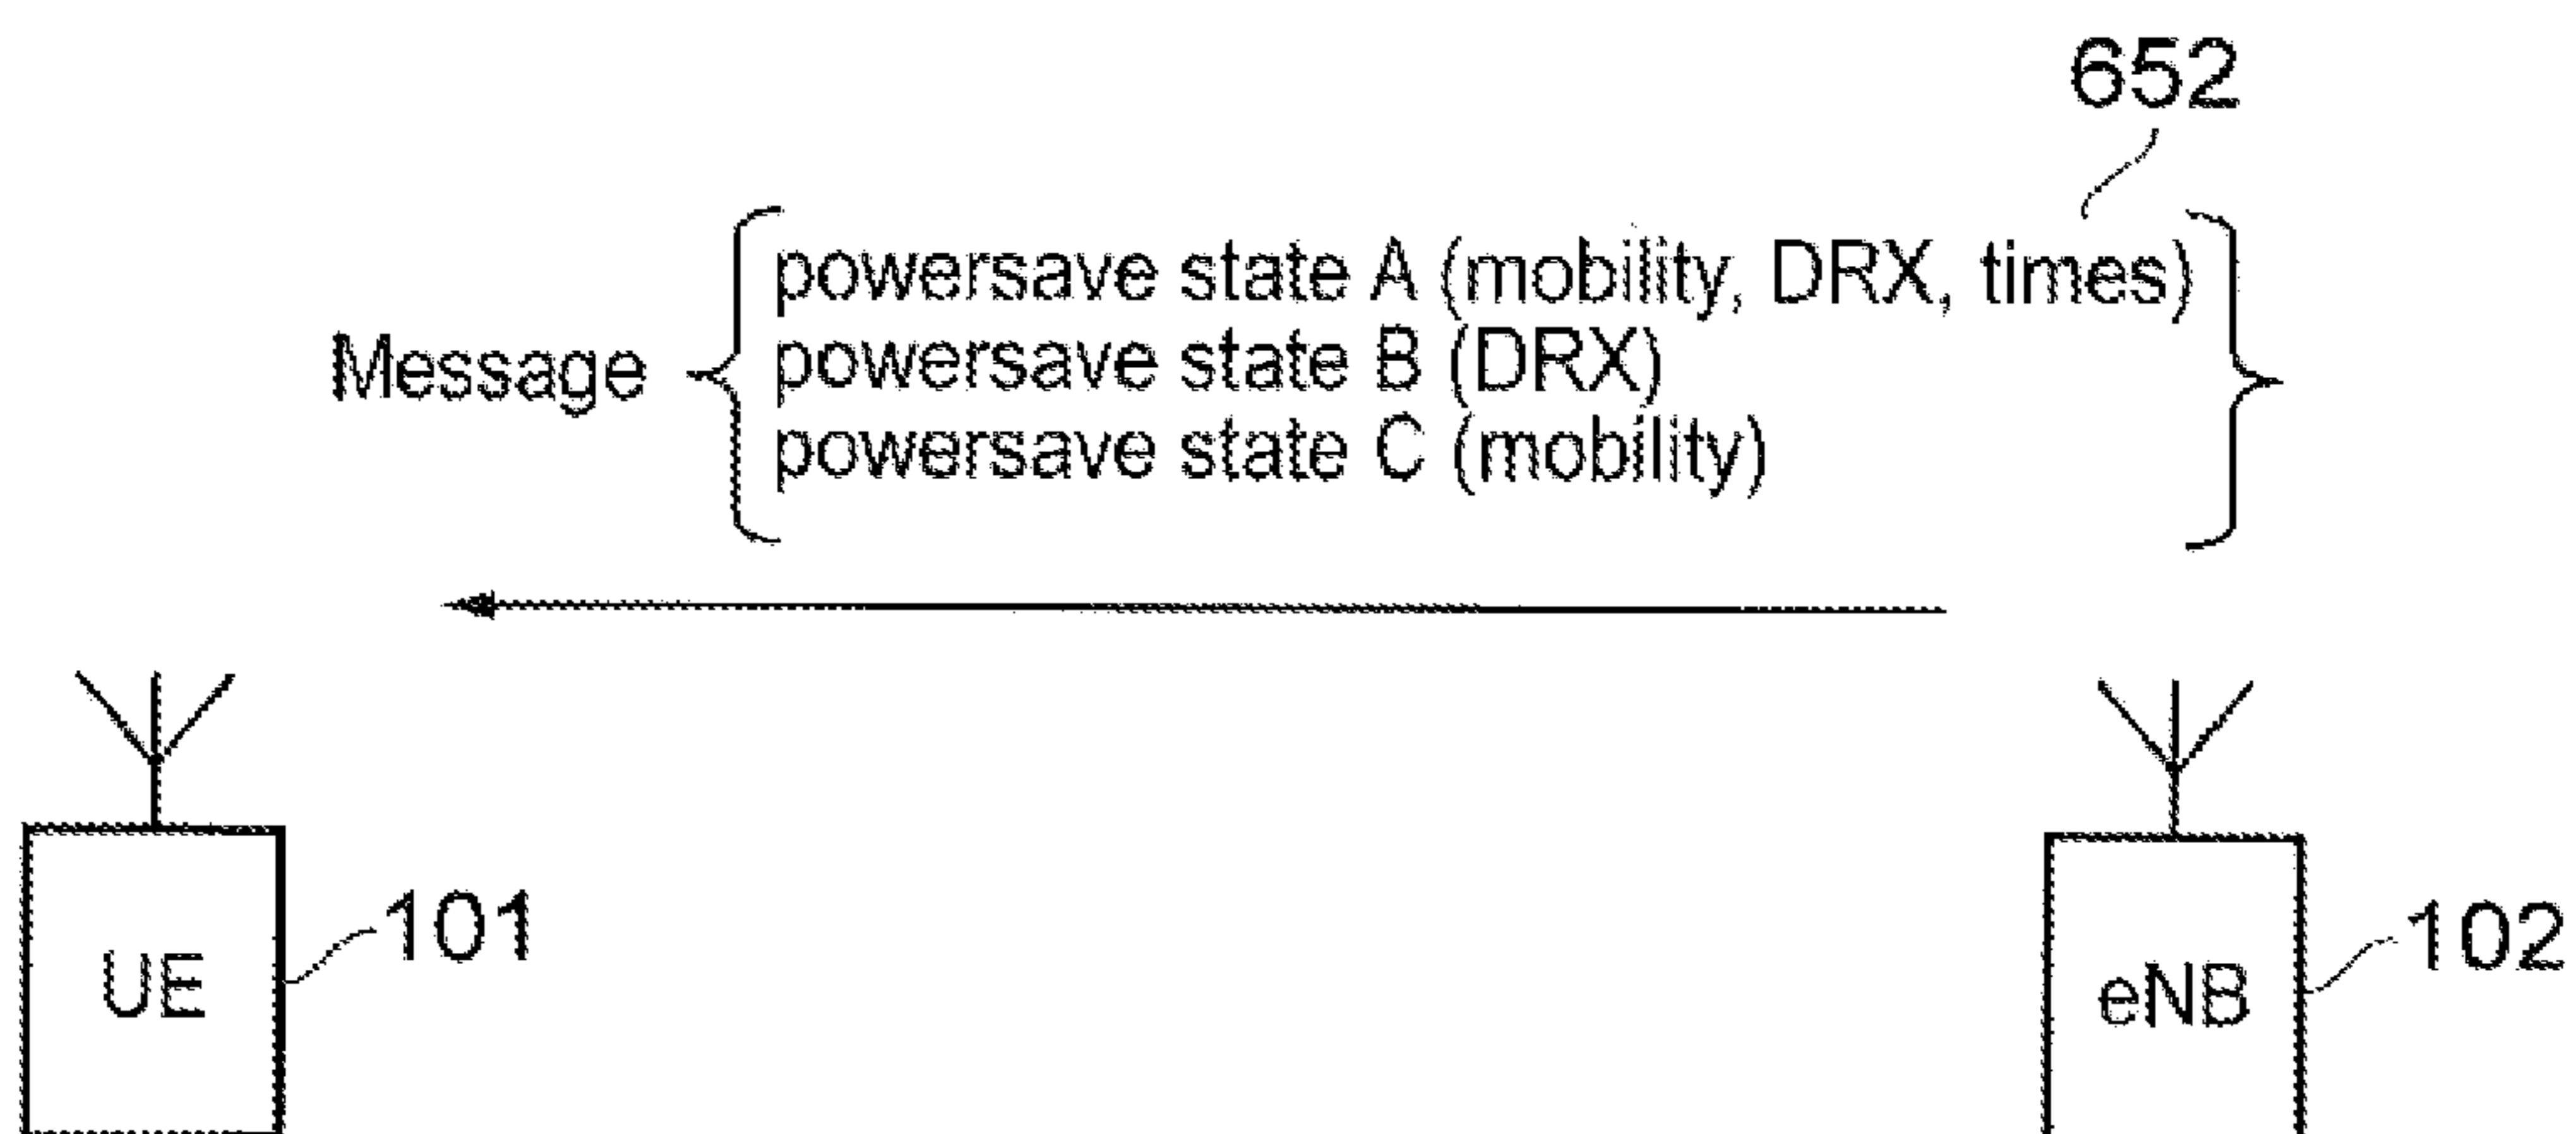 652
powersave state A (mobility, DRX, times)
Message powersave state B (DRX)
powersave state C (mobility)
101
102
UE
eNB